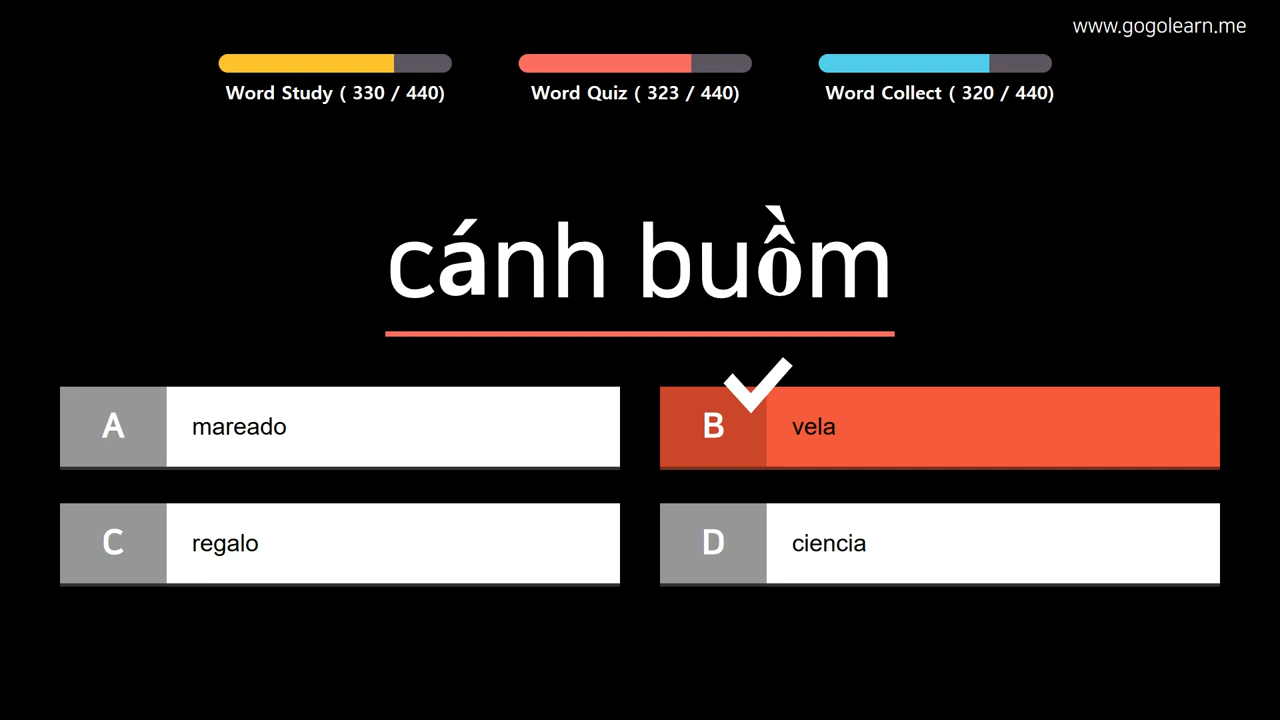 www.gogolearn.me
Word Study ( 330 / 440)
Word Quiz ( 323 / 440)
Word Collect ( 320 / 440)
cánh buồm
A mareado
B vela
C regalo
D ciencia